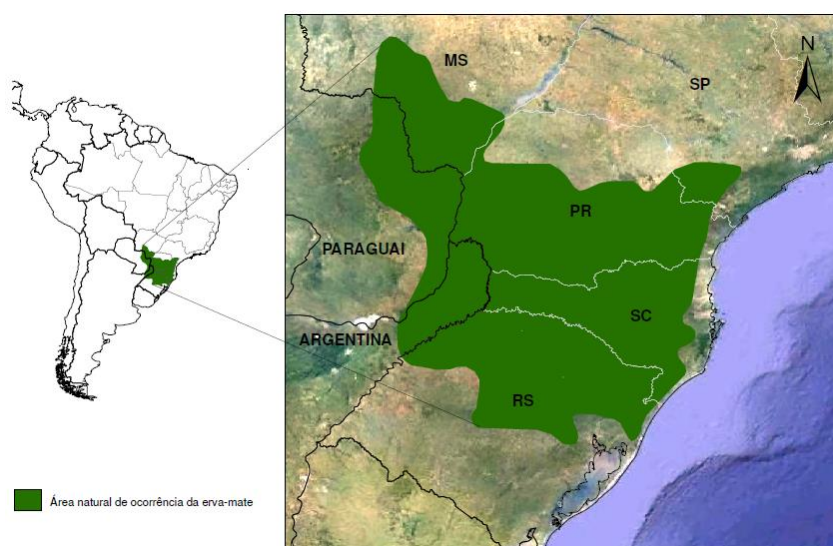 MS
SP
N
PR
PARAGUAI
SC
ARGENTINA
RS
Área natural de ocorrência da erva-mate